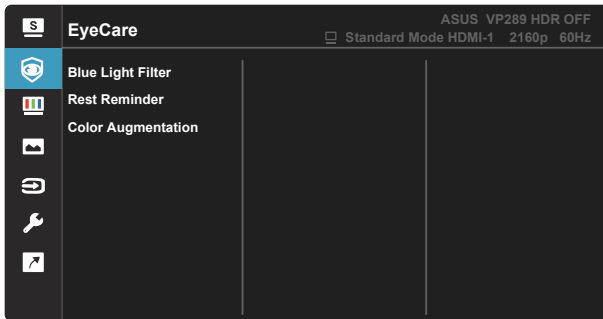 S
EyeCare
ASUS VP289 HDR OFF
Standard Mode HDMI-1 2160p 60Hz
Blue Light Filter
Rest Reminder
Color Augmentation